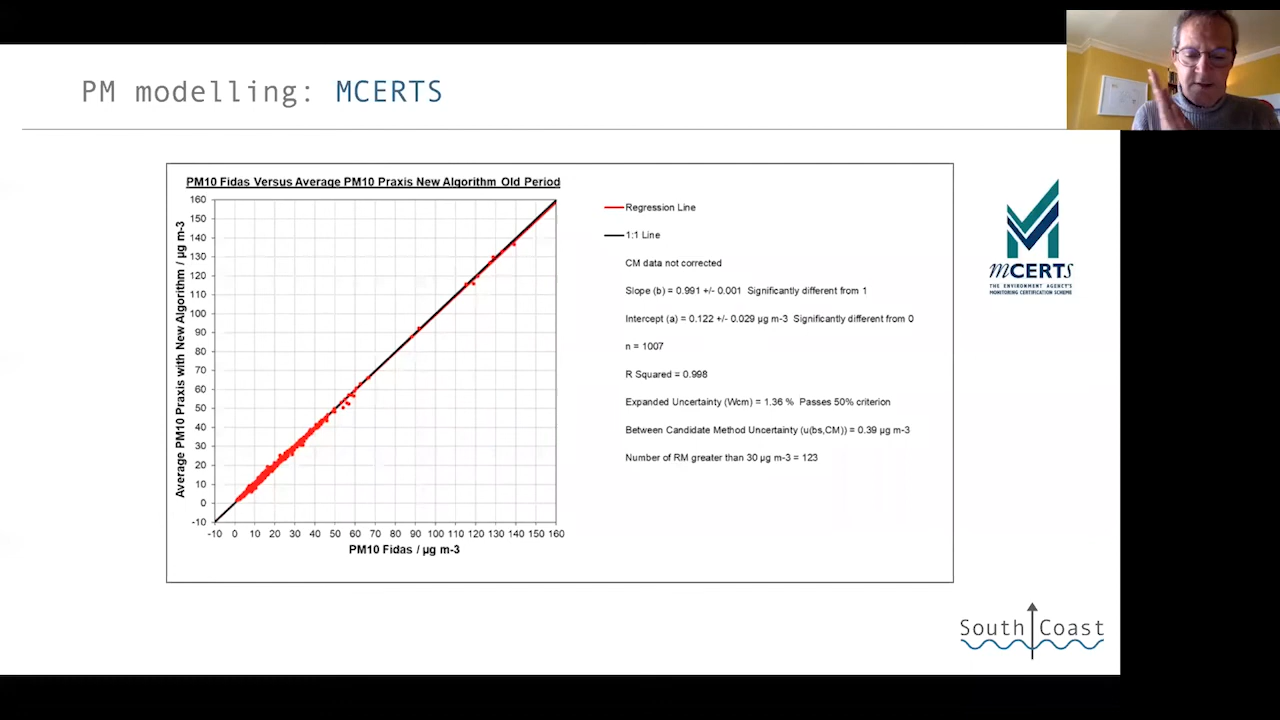 PM modelling: MCERTS
PM10 Fidas Versus Average PM10 Praxis New Algorithm Old Period
Average PM10 Praxis with New Algorithm / µg m-3
160
150
140
130
120
110
100
90
80
70
60
50
40
30
20
10
0
-10
-10 0 10 20 30 40 50 60 70 80 90 100 110 120 130 140 150 160
PM10 Fidas / µg m-3
Regression Line
1:1 Line
CM data not corrected
Slope (b) = 0.991 +/- 0.001 Significantly different from 1
Intercept (a) = 0.122 +/- 0.029 µg m-3 Significantly different from 0
n = 1007
R Squared = 0.998
Expanded Uncertainty (Wcm) = 1.36 % Passes 50% criterion
Between Candidate Method Uncertainty (u(bs,CM)) = 0.39 µg m-3
Number of RM greater than 30 µg m-3 = 123
mCERTs
THE ENVIRONMENT AGENCY'S
MONITORING CERTIFICATION SCHEME
South Coast